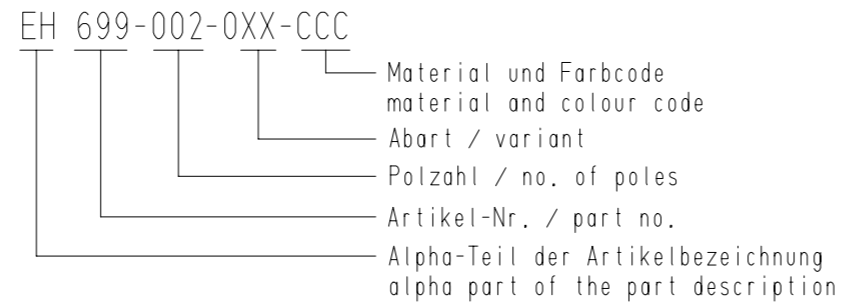 EH 699-002-0XX-CCC
Material und Farbcode
material and colour code
Abart / variant
Polzahl / no. of poles
Artikel-Nr. / part no.
Alpha-Teil der Artikelbezeichnung
alpha part of the part description